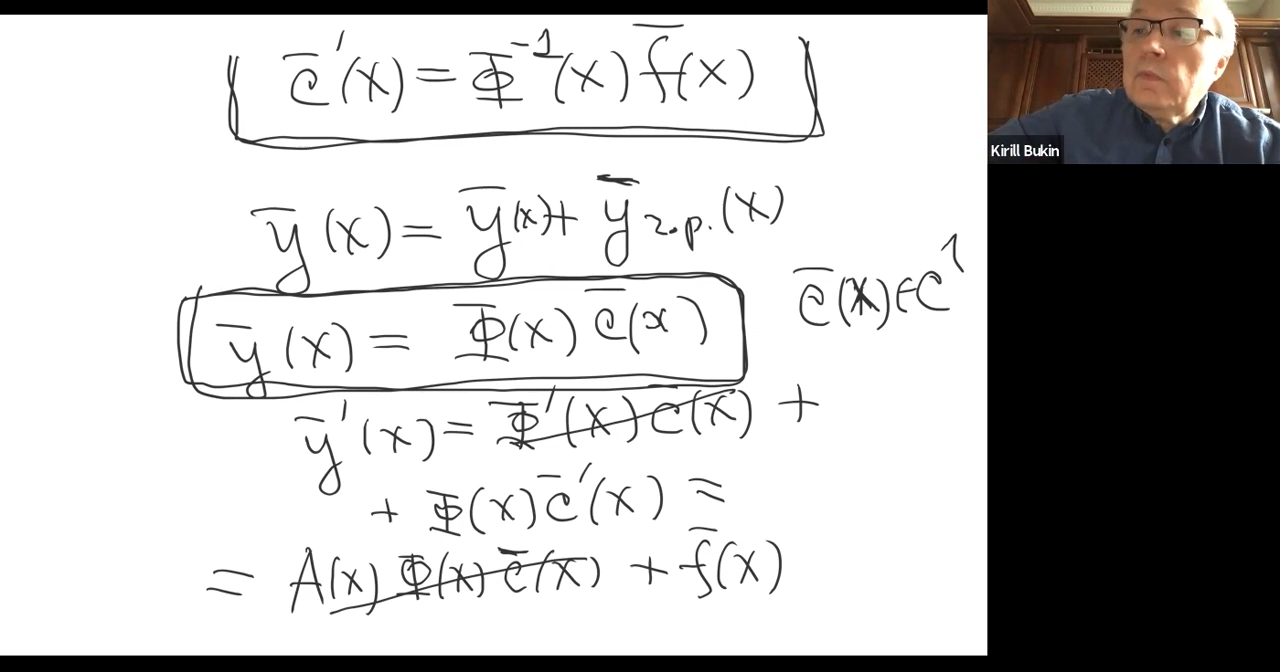 c̄′(x) = Φ̄⁻¹(x) f̄(x)
ȳ(x) = ȳ(x) + ȳ г.р. (x)
c̄(x) ∈ C¹
ȳ(x) = Φ̄(x) c̄(x)
ȳ′(x) = Φ̄′(x) c̄(x) +
+ Φ(x) c̄′(x) =
= A(x) Φ(x) c̄(x) + f̄(x)
Kirill Bukin